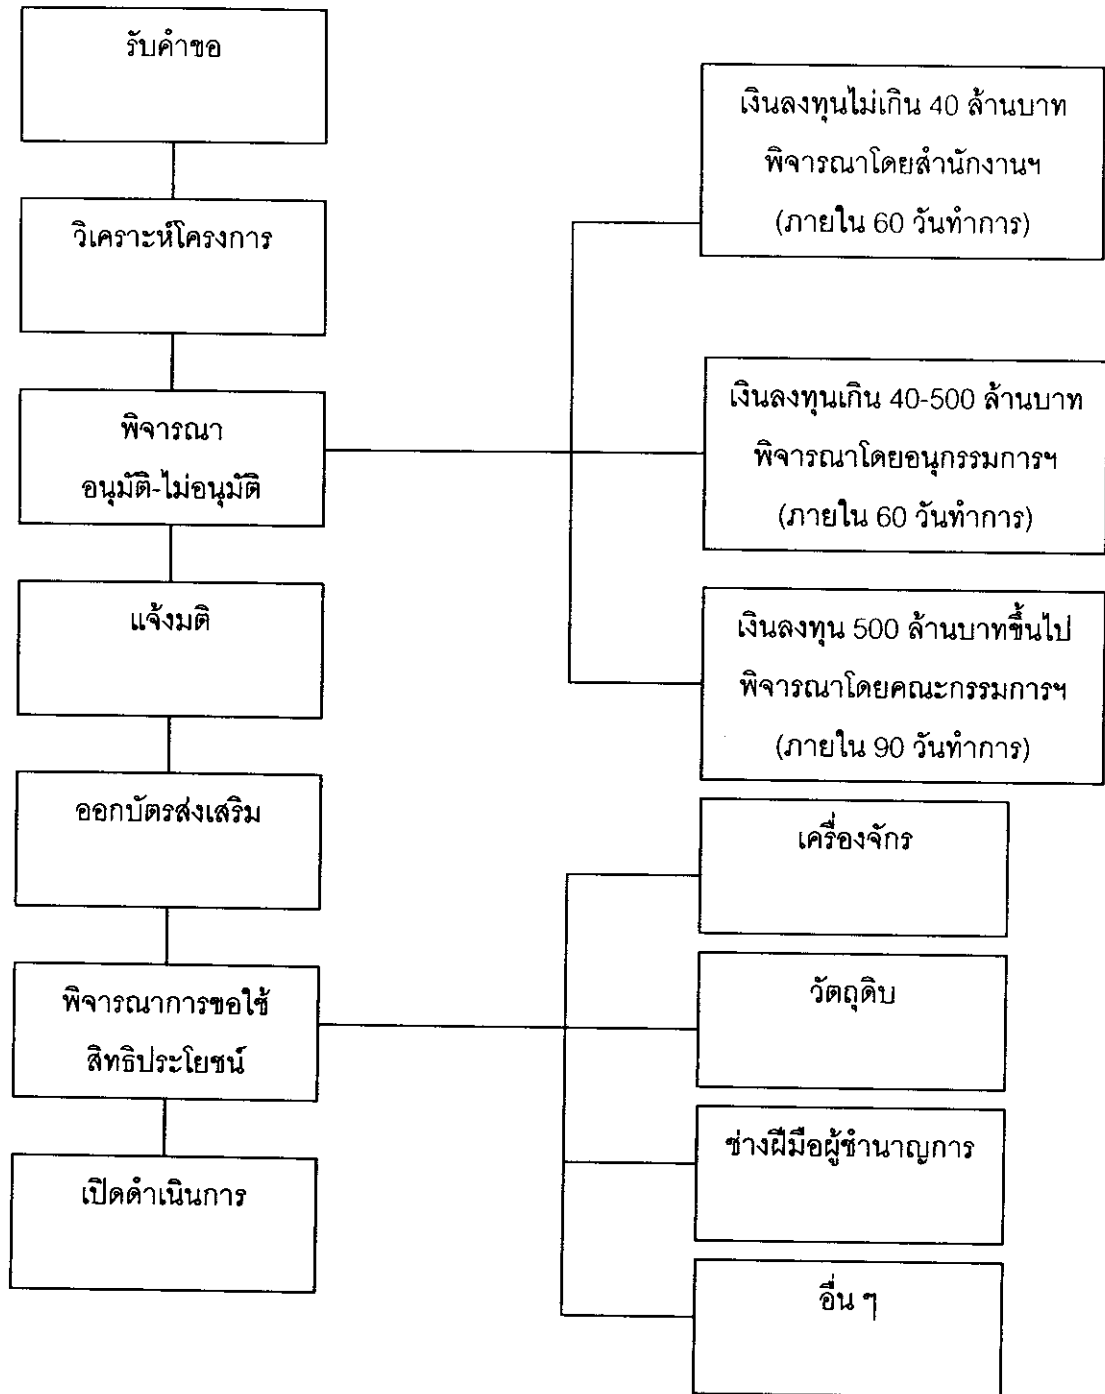 รับคำขอ
วิเคราะห์โครงการ
พิจารณา
อนุมัติ-ไม่อนุมัติ
เงินลงทุนไม่เกิน 40 ล้านบาท
พิจารณาโดยสำนักงานฯ
(ภายใน 60 วันทำการ)
เงินลงทุนเกิน 40-500 ล้านบาท
พิจารณาโดยอนุกรรมการฯ
(ภายใน 60 วันทำการ)
เงินลงทุน 500 ล้านบาทขึ้นไป
พิจารณาโดยคณะกรรมการฯ
(ภายใน 90 วันทำการ)
แจ้งมติ
ออกบัตรส่งเสริม
พิจารณาการขอใช้
สิทธิประโยชน์
เครื่องจักร
วัตถุดิบ
ช่างฝีมือผู้ชำนาญการ
อื่น ๆ
เปิดดำเนินการ